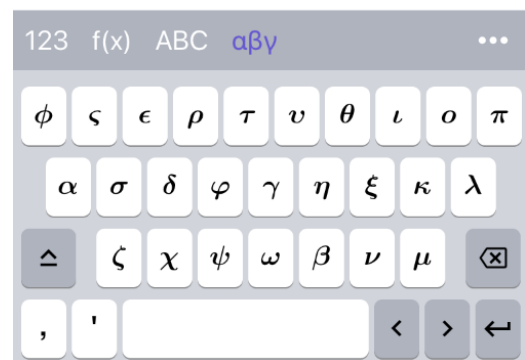 123 f(x) ABC αβγ •••
ϕ ς ϵ ρ τ υ θ ι ο π
α σ δ φ γ η ξ κ λ
ζ χ ψ ω β ν μ
, ' < >